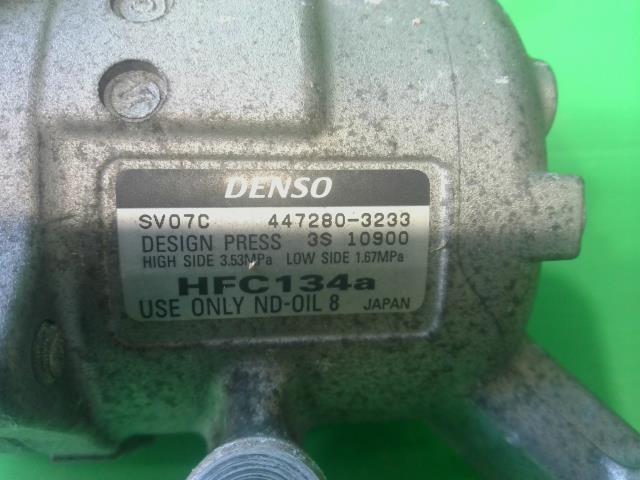 DENSO
SV07C 447280-3233
DESIGN PRESS 3S 10900
HIGH SIDE 3.53MPa LOW SIDE 1.67MPa
HFC134a
USE ONLY ND-OIL 8 JAPAN